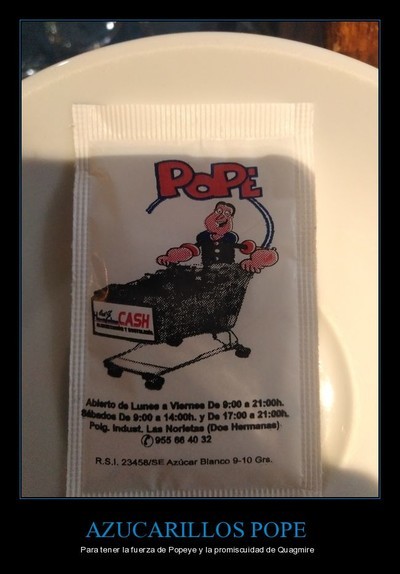 POPE
CASH
Abierto de Lunes a Viernes De 9:00 a 21:00h.
Sábados De 9:00 a 14:00h. y De 17:00 a 21:00h.
Polg. Indust. Las Noristas (Dos Hermanas)
955 66 40 32
R.S.I. 23458/SE Azúcar Blanco 9-10 Grs.
AZUCARILLOS POPE
Para tener la fuerza de Popeye y la promiscuidad de Quagmire